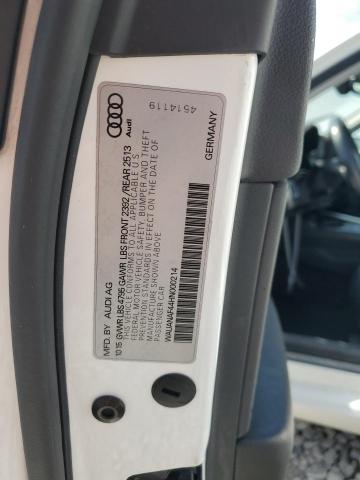 MFD. BY AUDI AG
10 15 GVWR LBS 4795 GAWR LBS FRONT 2392 / REAR 2513
THIS VEHICLE CONFORMS TO ALL APPLICABLE U.S.
FEDERAL MOTOR VEHICLE SAFETY, BUMPER AND THEFT
PREVENTION STANDARDS IN EFFECT ON THE DATE OF
MANUFACTURE SHOWN ABOVE
PASSENGER CAR
WAUANAF44HN000214
GERMANY
Audi
4514119